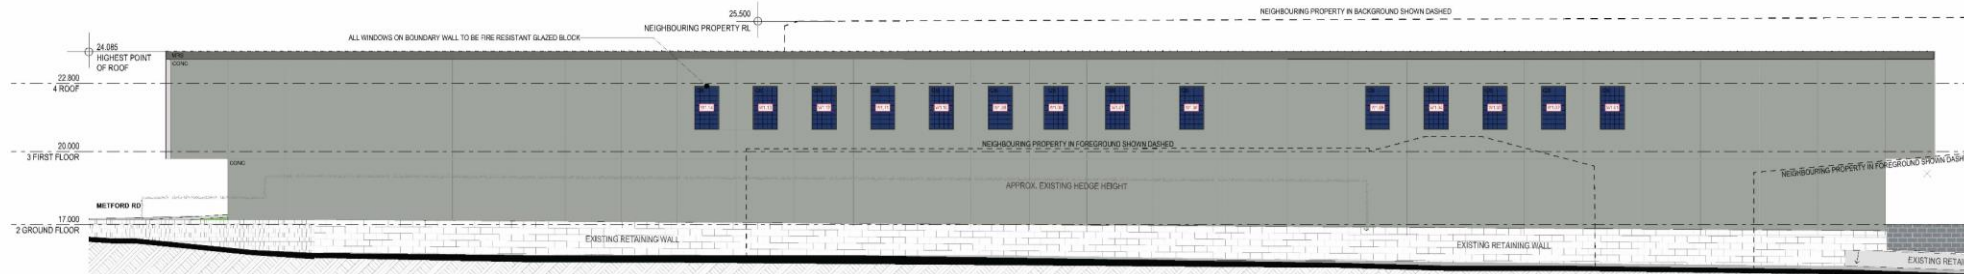 25.500
NEIGHBOURING PROPERTY RL
NEIGHBOURING PROPERTY IN BACKGROUND SHOWN DASHED
ALL WINDOWS ON BOUNDARY WALL TO BE FIRE RESISTANT GLAZED BLOCK
24.085
HIGHEST POINT
OF ROOF
CONC
22.800
4 ROOF
20.000
3 FIRST FLOOR
NEIGHBOURING PROPERTY IN FOREGROUND SHOWN DASHED
CONC
NEIGHBOURING PROPERTY IN FOREGROUND SHOWN DASH
APPROX. EXISTING HEDGE HEIGHT
METFORD RD
17.000
2 GROUND FLOOR
EXISTING RETAINING WALL
EXISTING RETAINING WALL
EXISTING RETAI